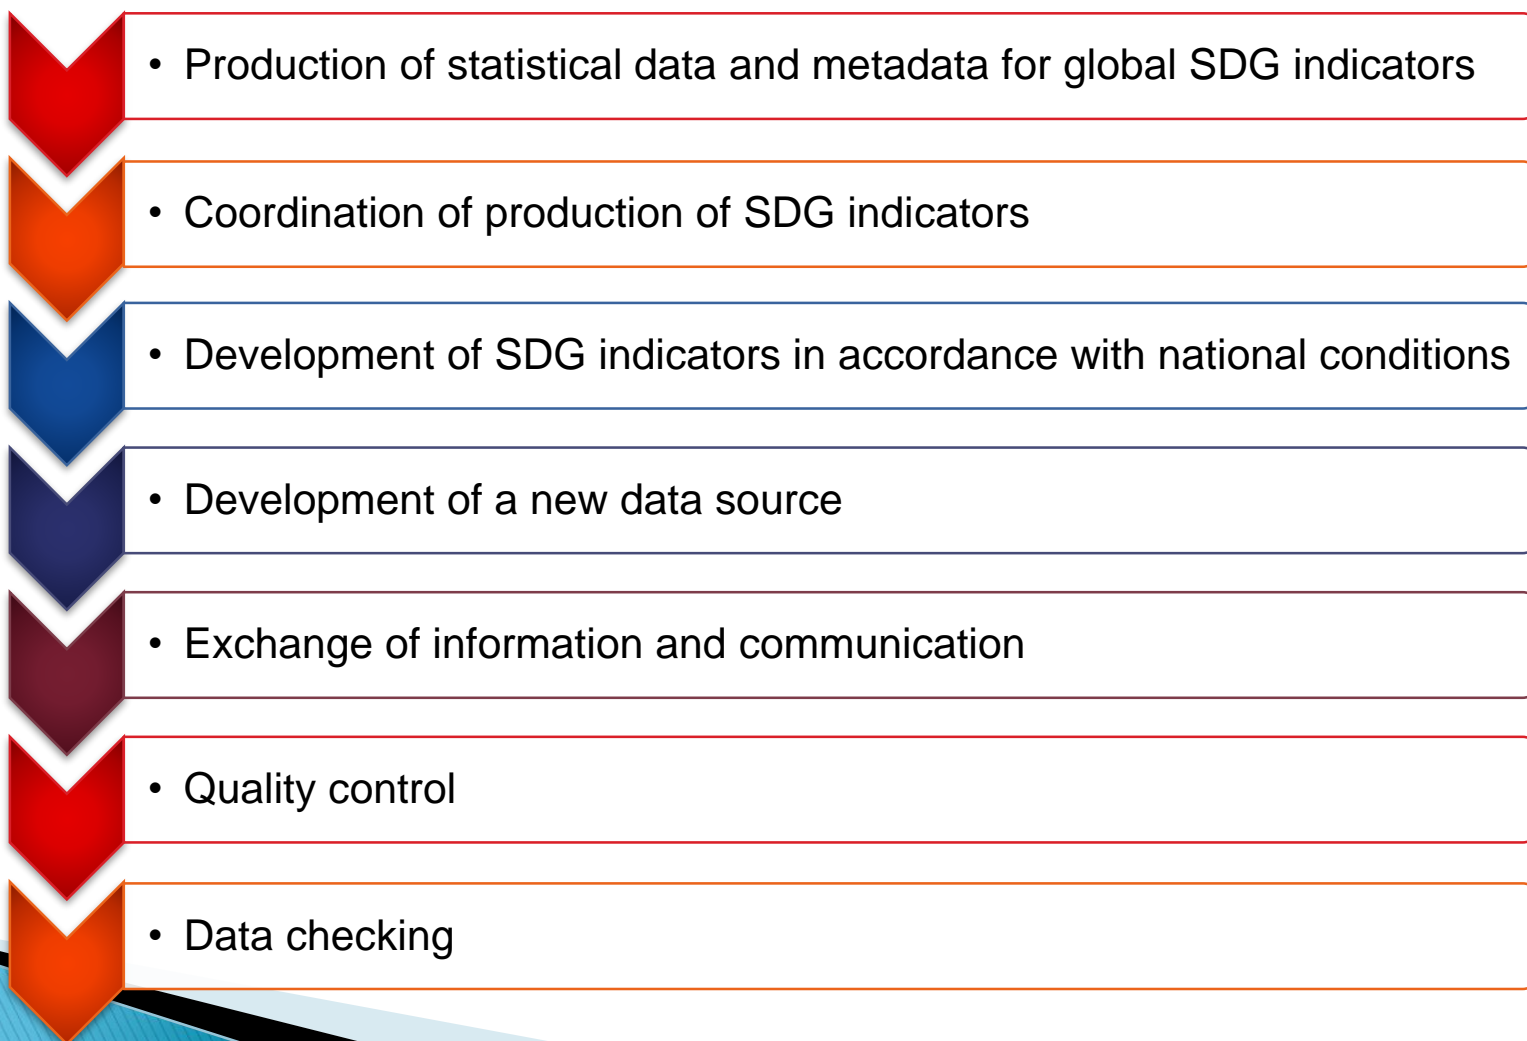 • Production of statistical data and metadata for global SDG indicators
• Coordination of production of SDG indicators
• Development of SDG indicators in accordance with national conditions
• Development of a new data source
• Exchange of information and communication
• Quality control
• Data checking